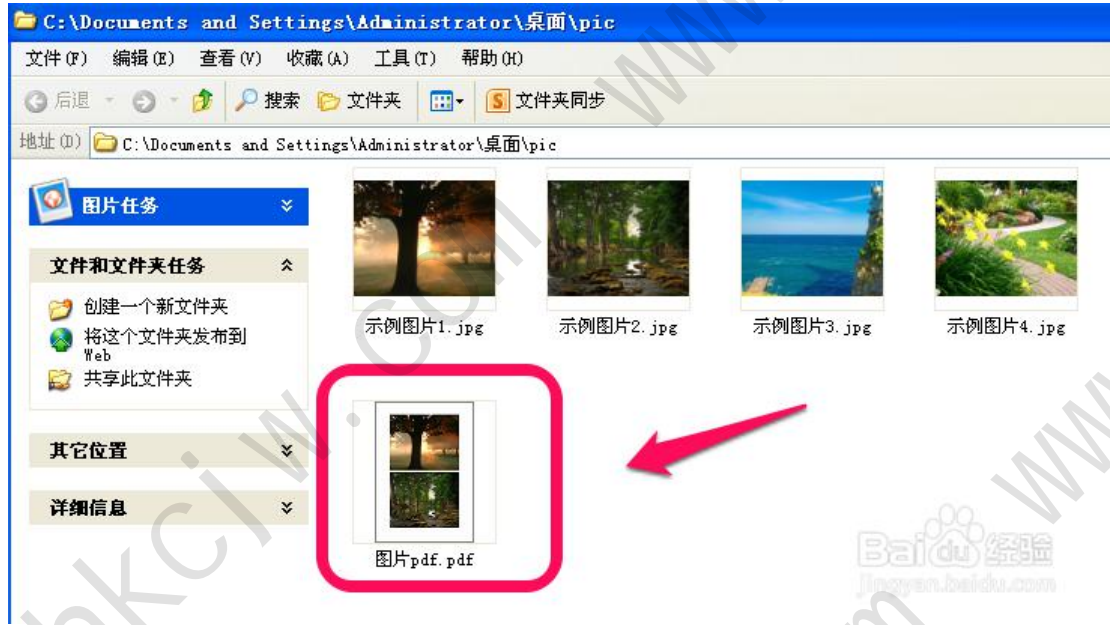 C:\Documents and Settings\Administrator\桌面\pic
文件(F) 编辑(E) 查看(V) 收藏(A) 工具(T) 帮助(H)
后退 搜索 文件夹 S 文件夹同步
地址(D) C:\Documents and Settings\Administrator\桌面\pic
图片任务
文件和文件夹任务
创建一个新文件夹
将这个文件夹发布到
Web
共享此文件夹
其它位置
详细信息
示例图片1.jpg 示例图片2.jpg 示例图片3.jpg 示例图片4.jpg
图片pdf.pdf
Baidu 经验
jingyan.baidu.com